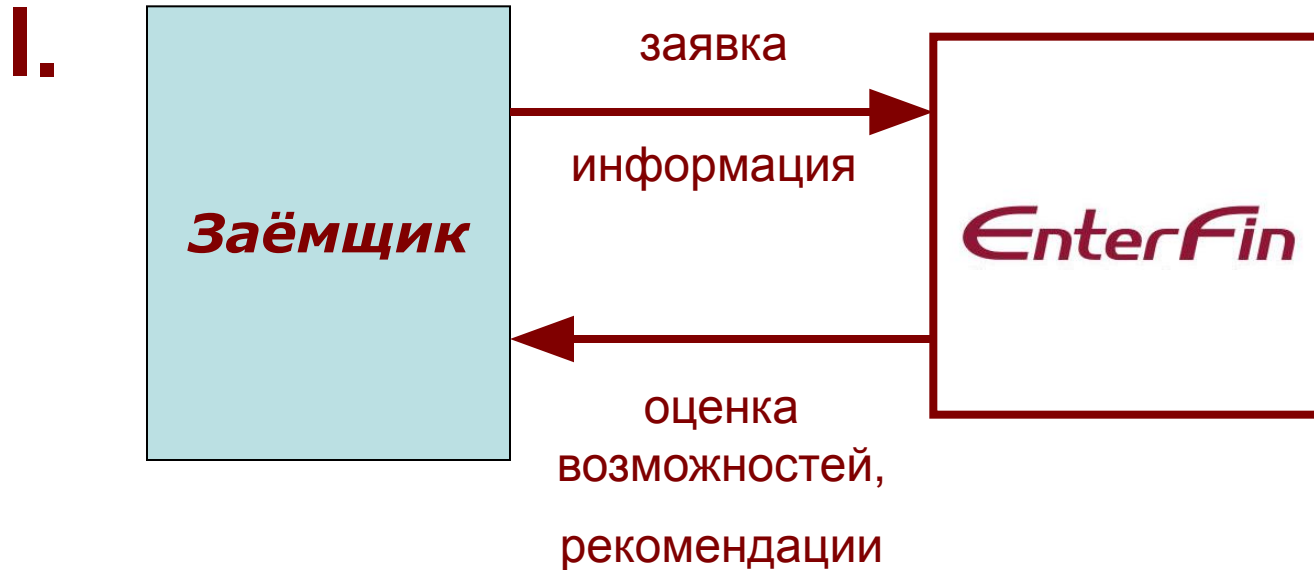 I.
заявка
информация
Заёмщик
EnterFin
оценка
возможностей,
рекомендации